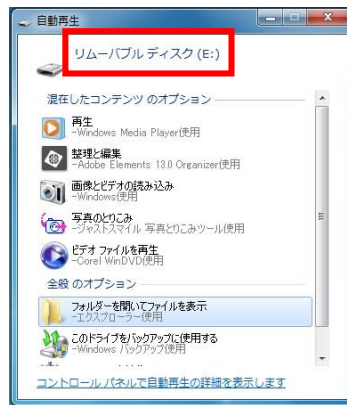 自動再生
リムーバブル ディスク (E:)
混在したコンテンツ のオプション
再生
-Windows Media Player使用
整理と編集
-Adobe Elements 13.0 Organizer使用
画像とビデオの読み込み
-Windows使用
写真のとりこみ
-ジャストスマイル 写真とりこみツール使用
ビデオ ファイルを再生
-Corel WinDVD使用
全般 のオプション
フォルダーを開いてファイルを表示
-エクスプローラー使用
このドライブをバックアップに使用する
-Windows バックアップ使用
コントロール パネルで自動再生の詳細を表示します